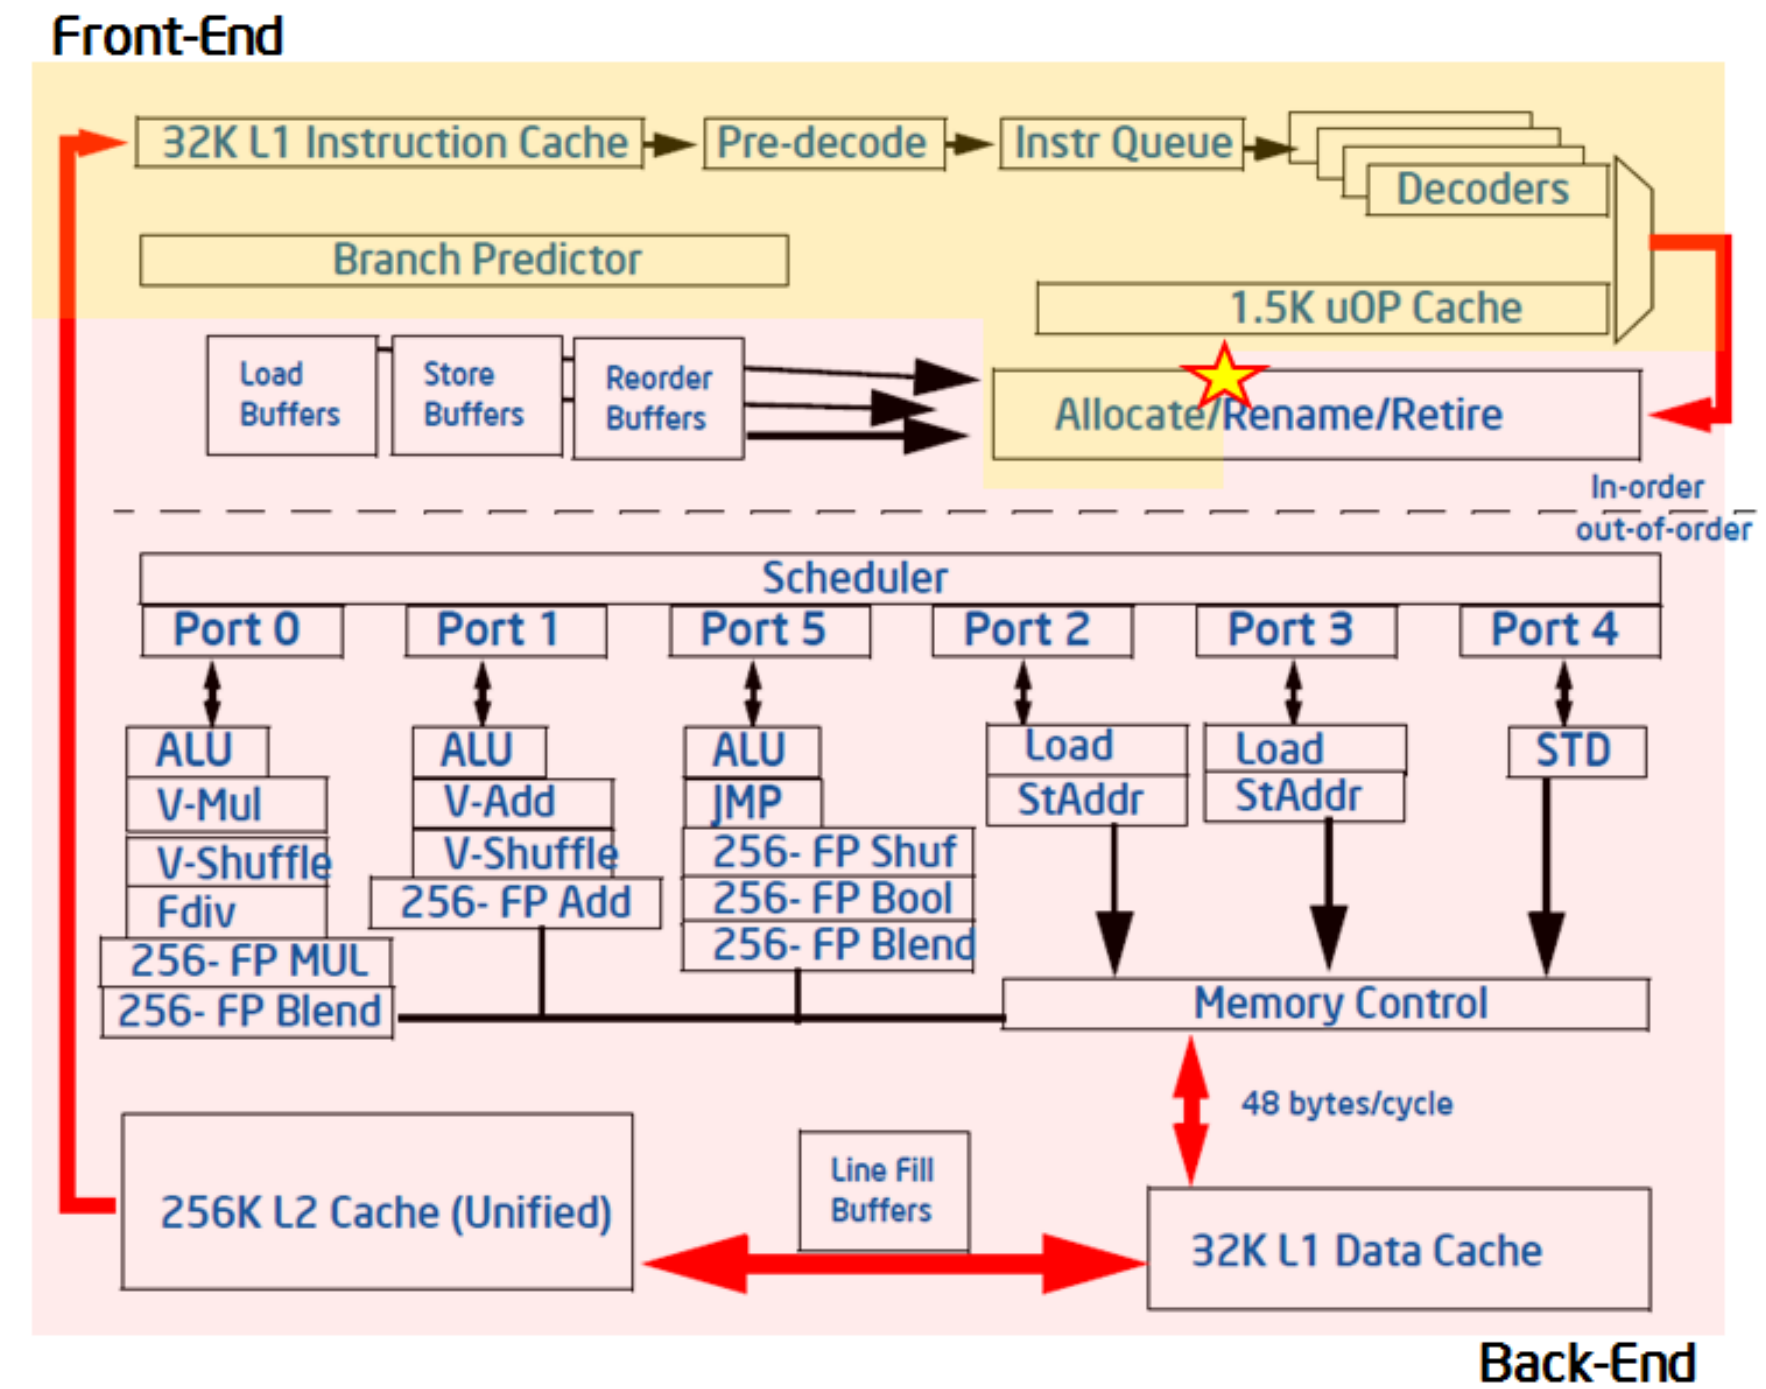 Front-End
32K L1 Instruction Cache
Pre-decode
Instr Queue
Decoders
Branch Predictor
1.5K uOP Cache
Load
Buffers
Store
Buffers
Reorder
Buffers
Allocate/Rename/Retire
In-order
out-of-order
Scheduler
Port 0
Port 1
Port 5
Port 2
Port 3
Port 4
ALU
V-Mul
V-Shuffle
Fdiv
256- FP MUL
256- FP Blend
ALU
V-Add
V-Shuffle
256- FP Add
ALU
JMP
256- FP Shuf
256- FP Bool
256- FP Blend
Load
StAddr
Load
StAddr
STD
Memory Control
48 bytes/cycle
256K L2 Cache (Unified)
Line Fill
Buffers
32K L1 Data Cache
Back-End